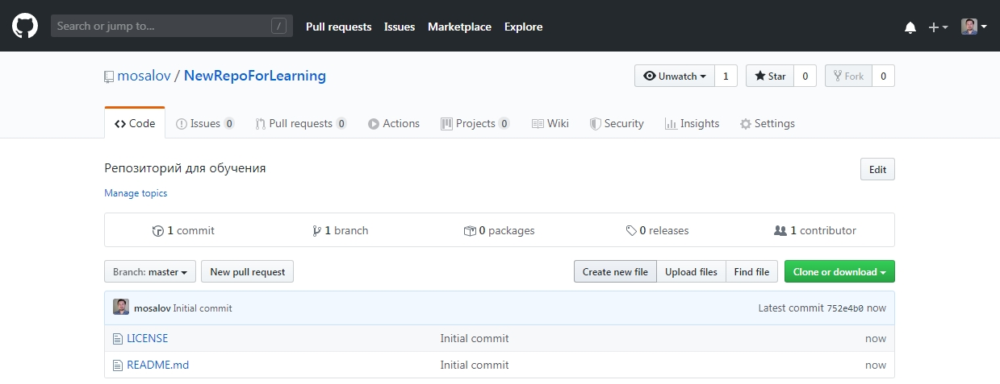 Search or jump to... /
Pull requests Issues Marketplace Explore
mosalov / NewRepoForLearning
Unwatch 1 Star 0 Fork 0
Code Issues 0 Pull requests 0 Actions Projects 0 Wiki Security Insights Settings
Репозиторий для обучения Edit
Manage topics
1 commit 1 branch 0 packages 0 releases 1 contributor
Branch: master New pull request Create new file Upload files Find file Clone or download
mosalov Initial commit Latest commit 752e4b0 now
LICENSE Initial commit now
README.md Initial commit now